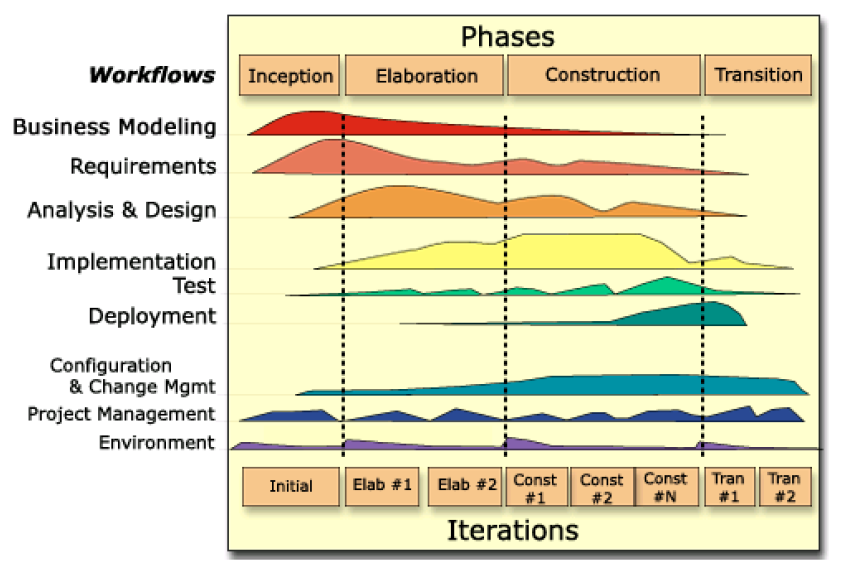 Phases
Workflows
Inception
Elaboration
Construction
Transition
Business Modeling
Requirements
Analysis & Design
Implementation
Test
Deployment
Configuration
& Change Mgmt
Project Management
Environment
Initial
Elab #1
Elab #2
Const
#1
Const
#2
Const
#N
Tran
#1
Tran
#2
Iterations